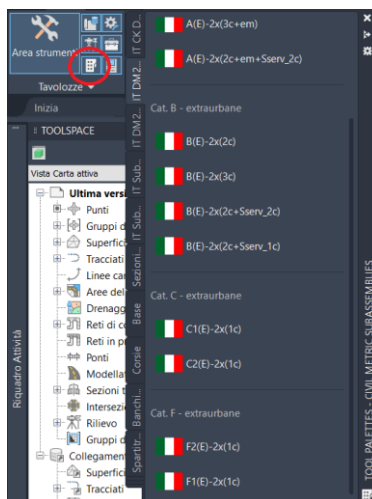 Area strumenti
Tavolozze
Inizia
TOOLSPACE
Vista Carta attiva
Ultima versi
Punti
Gruppi d
Superfici
Tracciati
Linee car
Aree del
Drenagg
Reti di c
Reti in p
Ponti
Modellat
Sezioni t
Intersezi
Rilievo
Gruppi d
Collegament
Superfici
Tracciati
Riquadro Attività
IT CK D...
IT DM2...
IT DM2...
IT Sub...
IT Sub...
Sezioni...
Base
Corsie
Banchi...
Spartitr...
A(E)-2x(3c+em)
A(E)-2x(2c+em+Sserv_2c)
Cat. B - extraurbane
B(E)-2x(2c)
B(E)-2x(3c)
B(E)-2x(2c+Sserv_2c)
B(E)-2x(2c+Sserv_1c)
Cat. C - extraurbane
C1(E)-2x(1c)
C2(E)-2x(1c)
Cat. F - extraurbane
F2(E)-2x(1c)
F1(E)-2x(1c)
TOOL PALETTES - CIVIL METRIC SUBASSEMBLIES